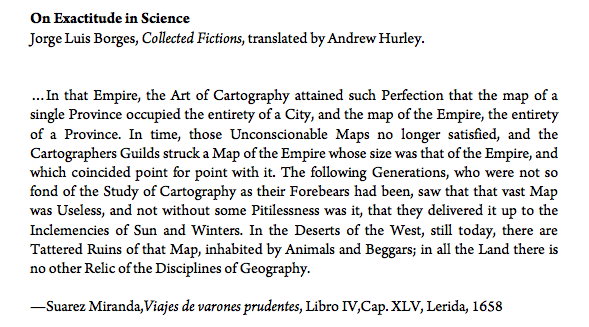 On Exactitude in Science
Jorge Luis Borges, Collected Fictions, translated by Andrew Hurley.
…In that Empire, the Art of Cartography attained such Perfection that the map of a
single Province occupied the entirety of a City, and the map of the Empire, the entirety
of a Province. In time, those Unconscionable Maps no longer satisfied, and the
Cartographers Guilds struck a Map of the Empire whose size was that of the Empire, and
which coincided point for point with it. The following Generations, who were not so
fond of the Study of Cartography as their Forebears had been, saw that that vast Map
was Useless, and not without some Pitilessness was it, that they delivered it up to the
Inclemencies of Sun and Winters. In the Deserts of the West, still today, there are
Tattered Ruins of that Map, inhabited by Animals and Beggars; in all the Land there is
no other Relic of the Disciplines of Geography.
—Suarez Miranda,Viajes de varones prudentes, Libro IV,Cap. XLV, Lerida, 1658